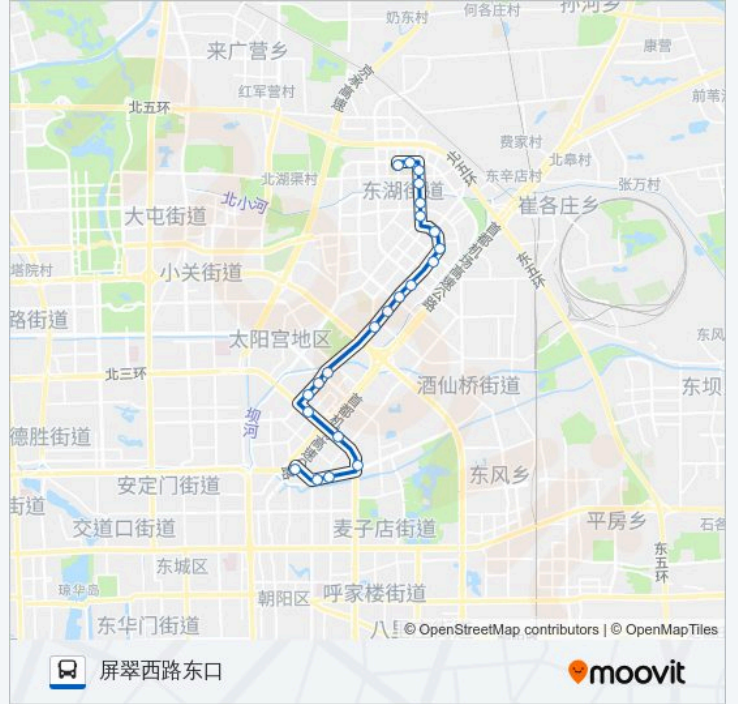 孙河乡
何各庄村
奶东村
来广营乡
康营
京承高速
红军营村
前苇
北五环
费家村
北五环
北皋村
东辛店村
北湖渠村
东湖街道
张万村
北小河
崔各庄乡
大屯街道
首都机场高速公路
东五环
塔院村
小关街道
路街道
太阳宫地区
东风
北三环
酒仙桥街道
东坝
坝河
首都机
高速
路
德胜街道
东风乡
安定门街道
街道
平房乡
交道口街道
麦子店街道
石各
东五环
东城区
琼华岛
朝阳区
呼家楼街道
东华门街道
八里
© OpenStreetMap contributors | © OpenMapTiles
屏翠西路东口
moovit